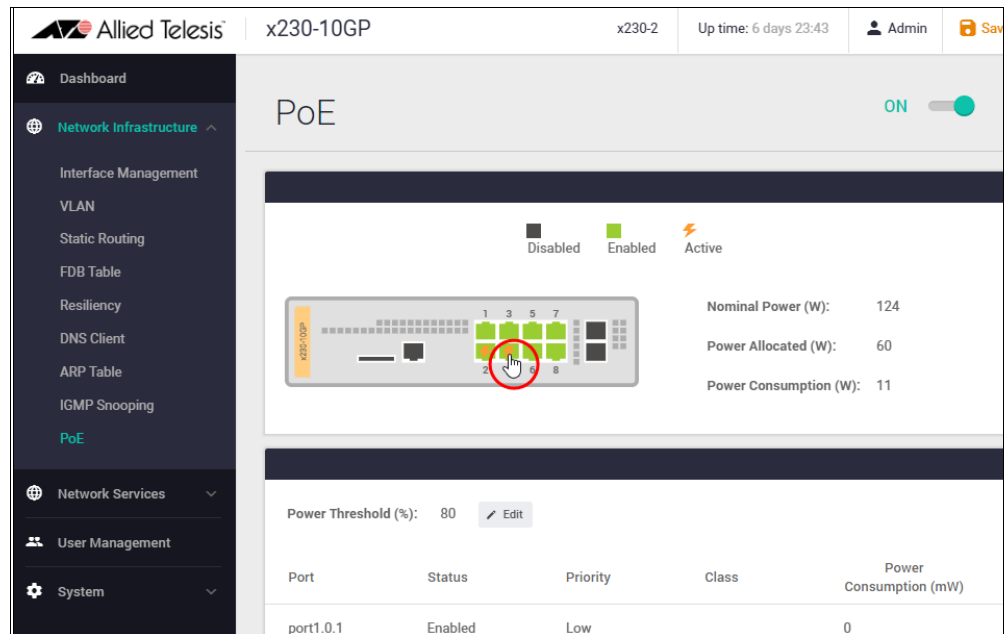 Allied Telesis x230-10GP x230-2 Up time: 6 days 23:43 Admin Sav
Dashboard
Network Infrastructure
Interface Management
VLAN
Static Routing
FDB Table
Resiliency
DNS Client
ARP Table
IGMP Snooping
PoE
Network Services
User Management
System
PoE ON
Disabled Enabled Active
x230-10GP
1 3 5 7
2 6 8
Nominal Power (W): 124
Power Allocated (W): 60
Power Consumption (W): 11
Power Threshold (%): 80 Edit
Port Status Priority Class Power
Consumption (mW)
port1.0.1 Enabled Low 0